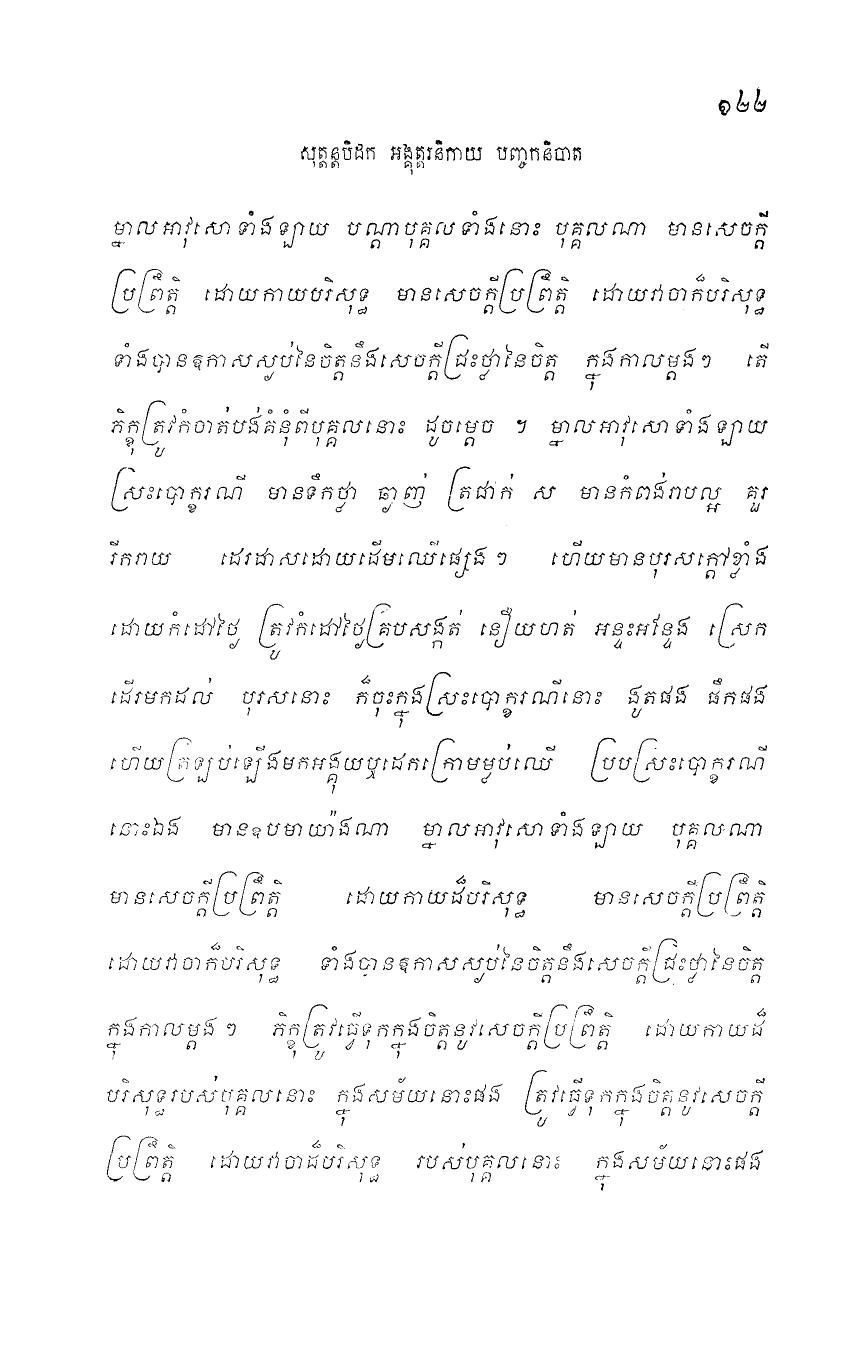 ១២២
សុត្តន្តបិដក អង្គុត្តរនិកាយ បញ្ចកនិបាត
ម្នាលអាវុសោទាំងឡាយ បណ្តាបុគ្គលទាំងនោះ បុគ្គលណា មានសេចក្តី
ប្រព្រឹត្តិ ដោយកាយបរិសុទ្ធ មានសេចក្តីប្រព្រឹត្តិ ដោយវាចាក៏បរិសុទ្ធ
ទាំងបានឧកាសស្ងប់នៃចិត្តនឹងសេចក្តីជ្រះថ្លានៃចិត្ត ក្នុងកាលម្តងៗ តើ
ភិក្ខុត្រូវកំចាត់បង់គំនុំពីបុគ្គលនោះ ដូចម្តេច ។ ម្នាលអាវុសោទាំងឡាយ
ស្រះបោក្ខរណី មានទឹកថ្លា ឆ្ងាញ់ ត្រជាក់ ស មានកំពង់រាបល្អ គួរ
រីករាយ ដេរដាសដោយដើមឈើផ្សេងៗ ហើយមានបុរសក្តៅខ្លាំង
ដោយកំដៅថ្ងៃ ត្រូវកំដៅថ្ងៃគ្របសង្កត់ នឿយហត់ អន្ទះអន្ទែង ស្រេក
ដើរមកដល់ បុរសនោះ ក៏ចុះក្នុងស្រះបោក្ខរណីនោះ ងូតផង ផឹកផង
ហើយត្រឡប់ឡើងមកអង្គុយឬដេកក្រោមម្លប់ឈើ ប្របស្រះបោក្ខរណី
នោះឯង មានឧបមាយ៉ាងណា ម្នាលអាវុសោទាំងឡាយ បុគ្គលណា
មានសេចក្តីប្រព្រឹត្តិ ដោយកាយដ៏បរិសុទ្ធ មានសេចក្តីប្រព្រឹត្តិ
ដោយវាចាក៏បរិសុទ្ធ ទាំងបានឧកាសស្ងប់នៃចិត្តនឹងសេចក្តីជ្រះថ្លានៃចិត្ត
ក្នុងកាលម្តងៗ ភិក្ខុត្រូវធ្វើទុកក្នុងចិត្តនូវសេចក្តីប្រព្រឹត្តិ ដោយកាយដ៏
បរិសុទ្ធរបស់បុគ្គលនោះ ក្នុងសម័យនោះផង ត្រូវធ្វើទុកក្នុងចិត្តនូវសេចក្តី
ប្រព្រឹត្តិ ដោយវាចាដ៏បរិសុទ្ធ របស់បុគ្គលនោះ ក្នុងសម័យនោះផង